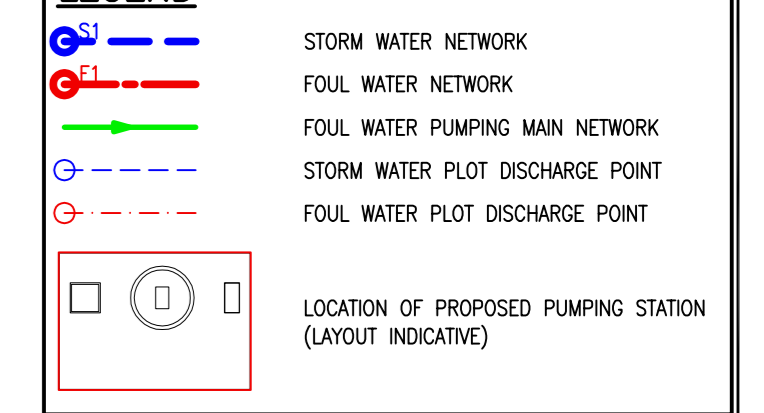 S1
STORM WATER NETWORK
F1
FOUL WATER NETWORK
FOUL WATER PUMPING MAIN NETWORK
STORM WATER PLOT DISCHARGE POINT
FOUL WATER PLOT DISCHARGE POINT
LOCATION OF PROPOSED PUMPING STATION
(LAYOUT INDICATIVE)